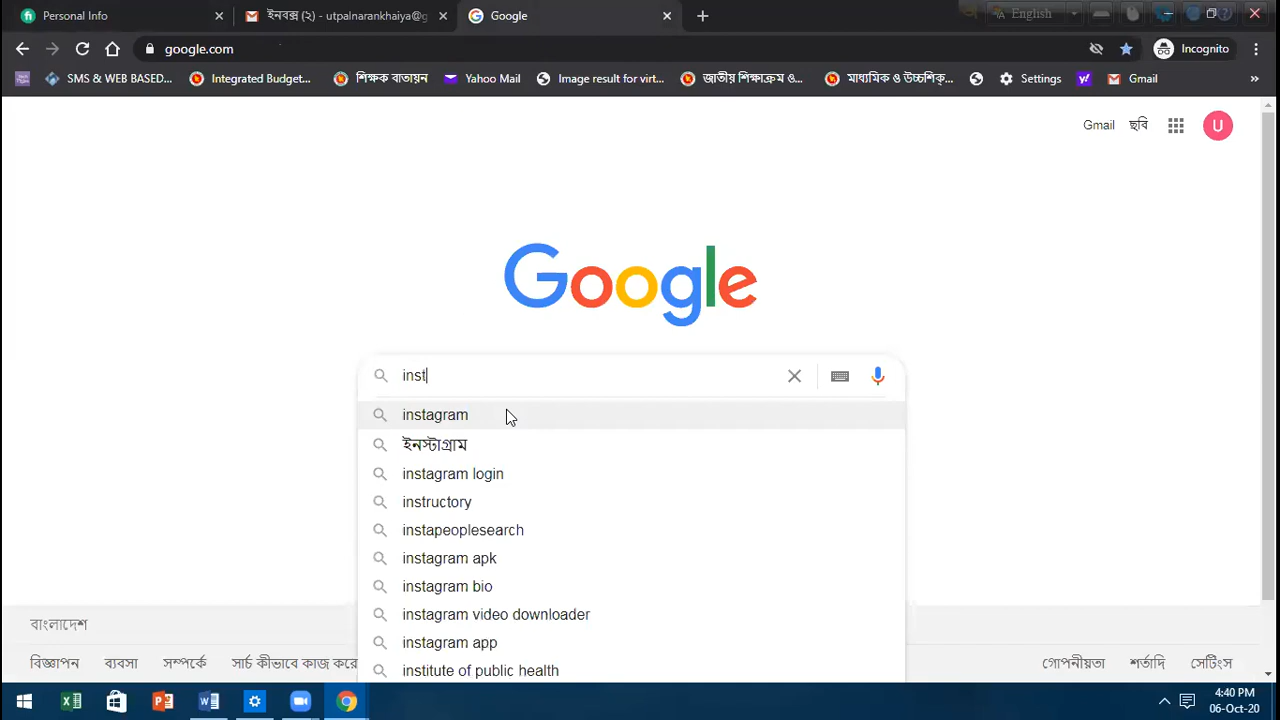 Personal Info
ইনবক্স (২) - utpalnarankhaiya@g
Google
English
google.com
Incognito
SMS & WEB BASED...
Integrated Budget...
শিক্ষক বাতায়ন
Yahoo Mail
Image result for virt...
জাতীয় শিক্ষাক্রম ও...
মাধ্যমিক ও উচ্চশিক্...
Settings
Gmail
»
Gmail
ছবি
U
Google
inst
instagram
ইনস্টাগ্রাম
instagram login
instructory
instapeoplesearch
instagram apk
instagram bio
instagram video downloader
instagram app
institute of public health
বাংলাদেশ
বিজ্ঞাপন
ব্যবসা
সম্পর্কে
সার্চ কীভাবে কাজ করে
গোপনীয়তা
শর্তাদি
সেটিংস
4:40 PM
06-Oct-20